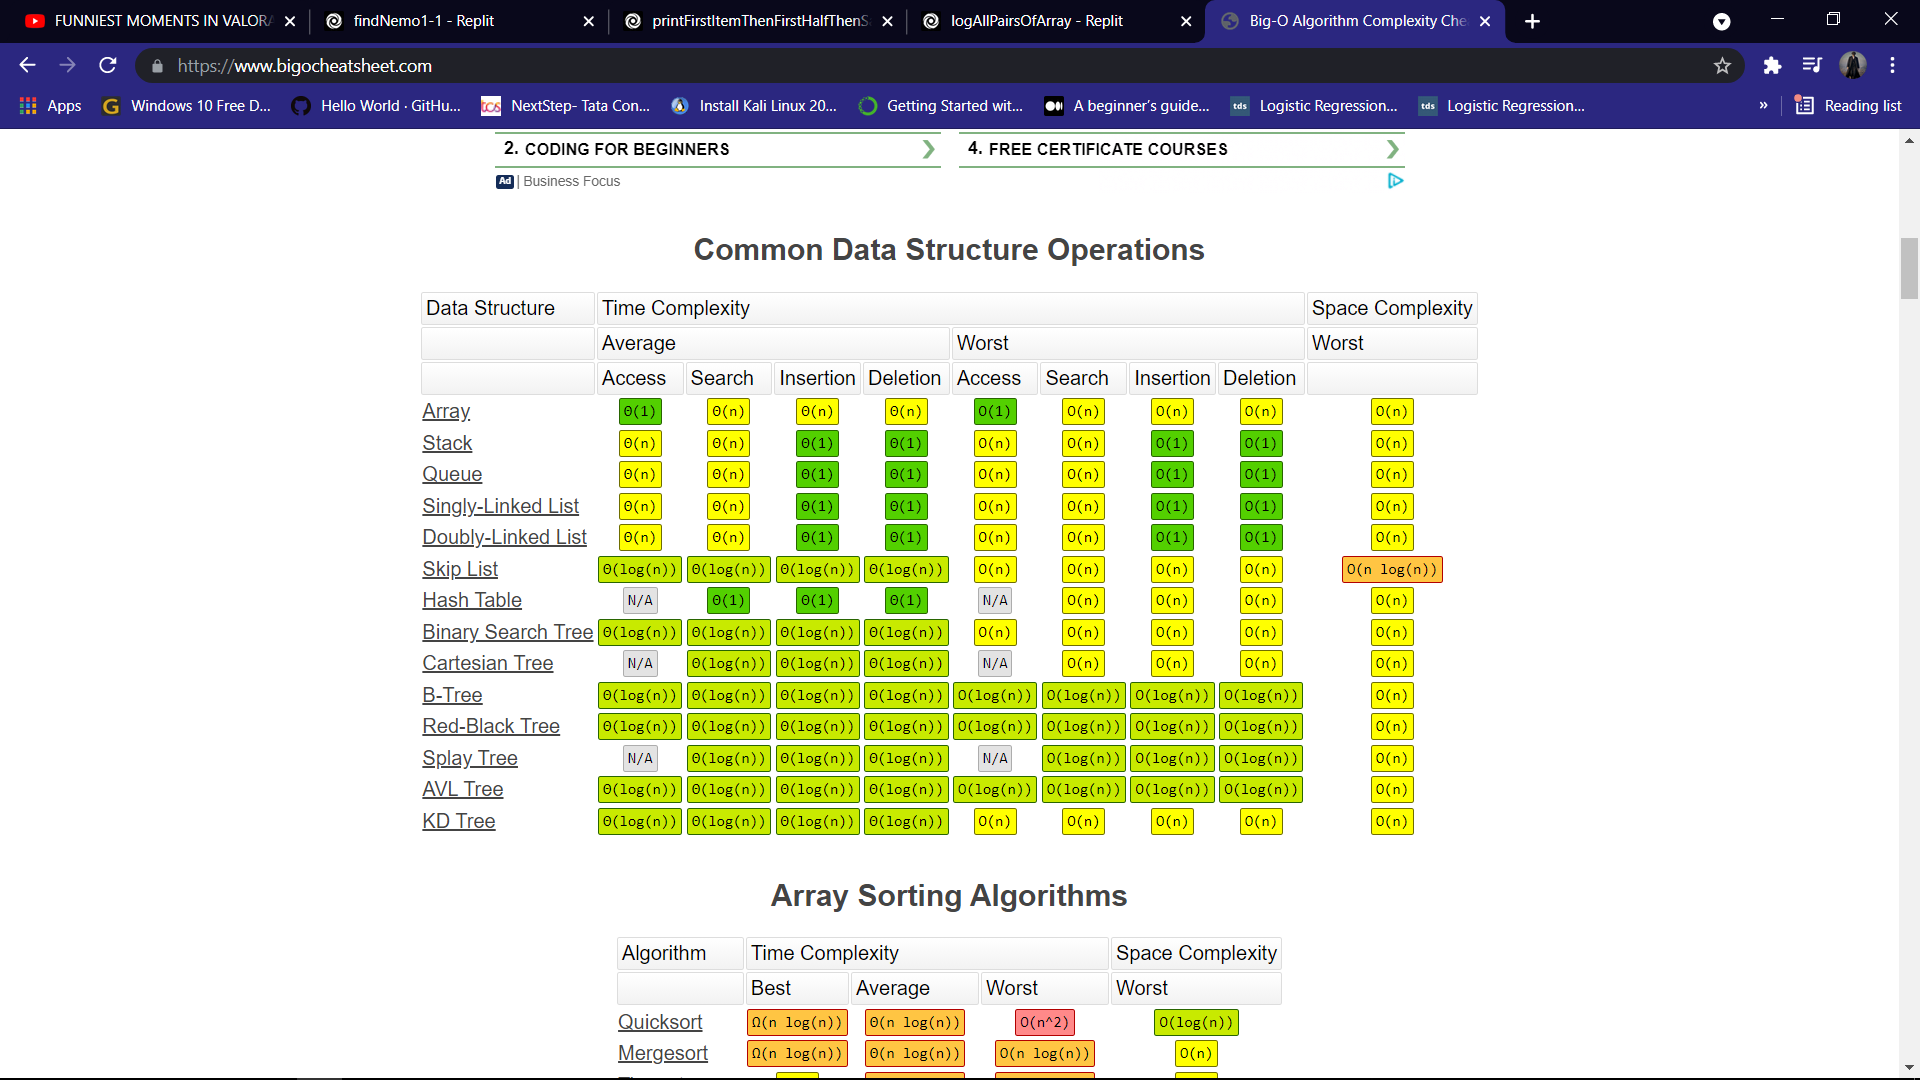 FUNNIEST MOMENTS IN VALORA
findNemo1-1 - Replit
printFirstItemThenFirstHalfThenS
logAllPairsOfArray - Replit
Big-O Algorithm Complexity Che
https://www.bigocheatsheet.com
Apps
Windows 10 Free D...
Hello World · GitHu...
NextStep- Tata Con...
Install Kali Linux 20...
Getting Started wit...
A beginner's guide...
tds Logistic Regression...
tds Logistic Regression...
»
Reading list
2. CODING FOR BEGINNERS
4. FREE CERTIFICATE COURSES
Ad | Business Focus
Common Data Structure Operations
Data Structure Time Complexity Space Complexity
Average Worst Worst
Access Search Insertion Deletion Access Search Insertion Deletion
Array Θ(1) Θ(n) Θ(n) Θ(n) O(1) O(n) O(n) O(n) O(n)
Stack Θ(n) Θ(n) Θ(1) Θ(1) O(n) O(n) O(1) O(1) O(n)
Queue Θ(n) Θ(n) Θ(1) Θ(1) O(n) O(n) O(1) O(1) O(n)
Singly-Linked List Θ(n) Θ(n) Θ(1) Θ(1) O(n) O(n) O(1) O(1) O(n)
Doubly-Linked List Θ(n) Θ(n) Θ(1) Θ(1) O(n) O(n) O(1) O(1) O(n)
Skip List Θ(log(n)) Θ(log(n)) Θ(log(n)) Θ(log(n)) O(n) O(n) O(n) O(n) O(n log(n))
Hash Table N/A Θ(1) Θ(1) Θ(1) N/A O(n) O(n) O(n) O(n)
Binary Search Tree Θ(log(n)) Θ(log(n)) Θ(log(n)) Θ(log(n)) O(n) O(n) O(n) O(n) O(n)
Cartesian Tree N/A Θ(log(n)) Θ(log(n)) Θ(log(n)) N/A O(n) O(n) O(n) O(n)
B-Tree Θ(log(n)) Θ(log(n)) Θ(log(n)) Θ(log(n)) O(log(n)) O(log(n)) O(log(n)) O(log(n)) O(n)
Red-Black Tree Θ(log(n)) Θ(log(n)) Θ(log(n)) Θ(log(n)) O(log(n)) O(log(n)) O(log(n)) O(log(n)) O(n)
Splay Tree N/A Θ(log(n)) Θ(log(n)) Θ(log(n)) N/A O(log(n)) O(log(n)) O(log(n)) O(n)
AVL Tree Θ(log(n)) Θ(log(n)) Θ(log(n)) Θ(log(n)) O(log(n)) O(log(n)) O(log(n)) O(log(n)) O(n)
KD Tree Θ(log(n)) Θ(log(n)) Θ(log(n)) Θ(log(n)) O(n) O(n) O(n) O(n) O(n)
Array Sorting Algorithms
Algorithm Time Complexity Space Complexity
Best Average Worst Worst
Quicksort Ω(n log(n)) Θ(n log(n)) O(n^2) O(log(n))
Mergesort Ω(n log(n)) Θ(n log(n)) O(n log(n)) O(n)